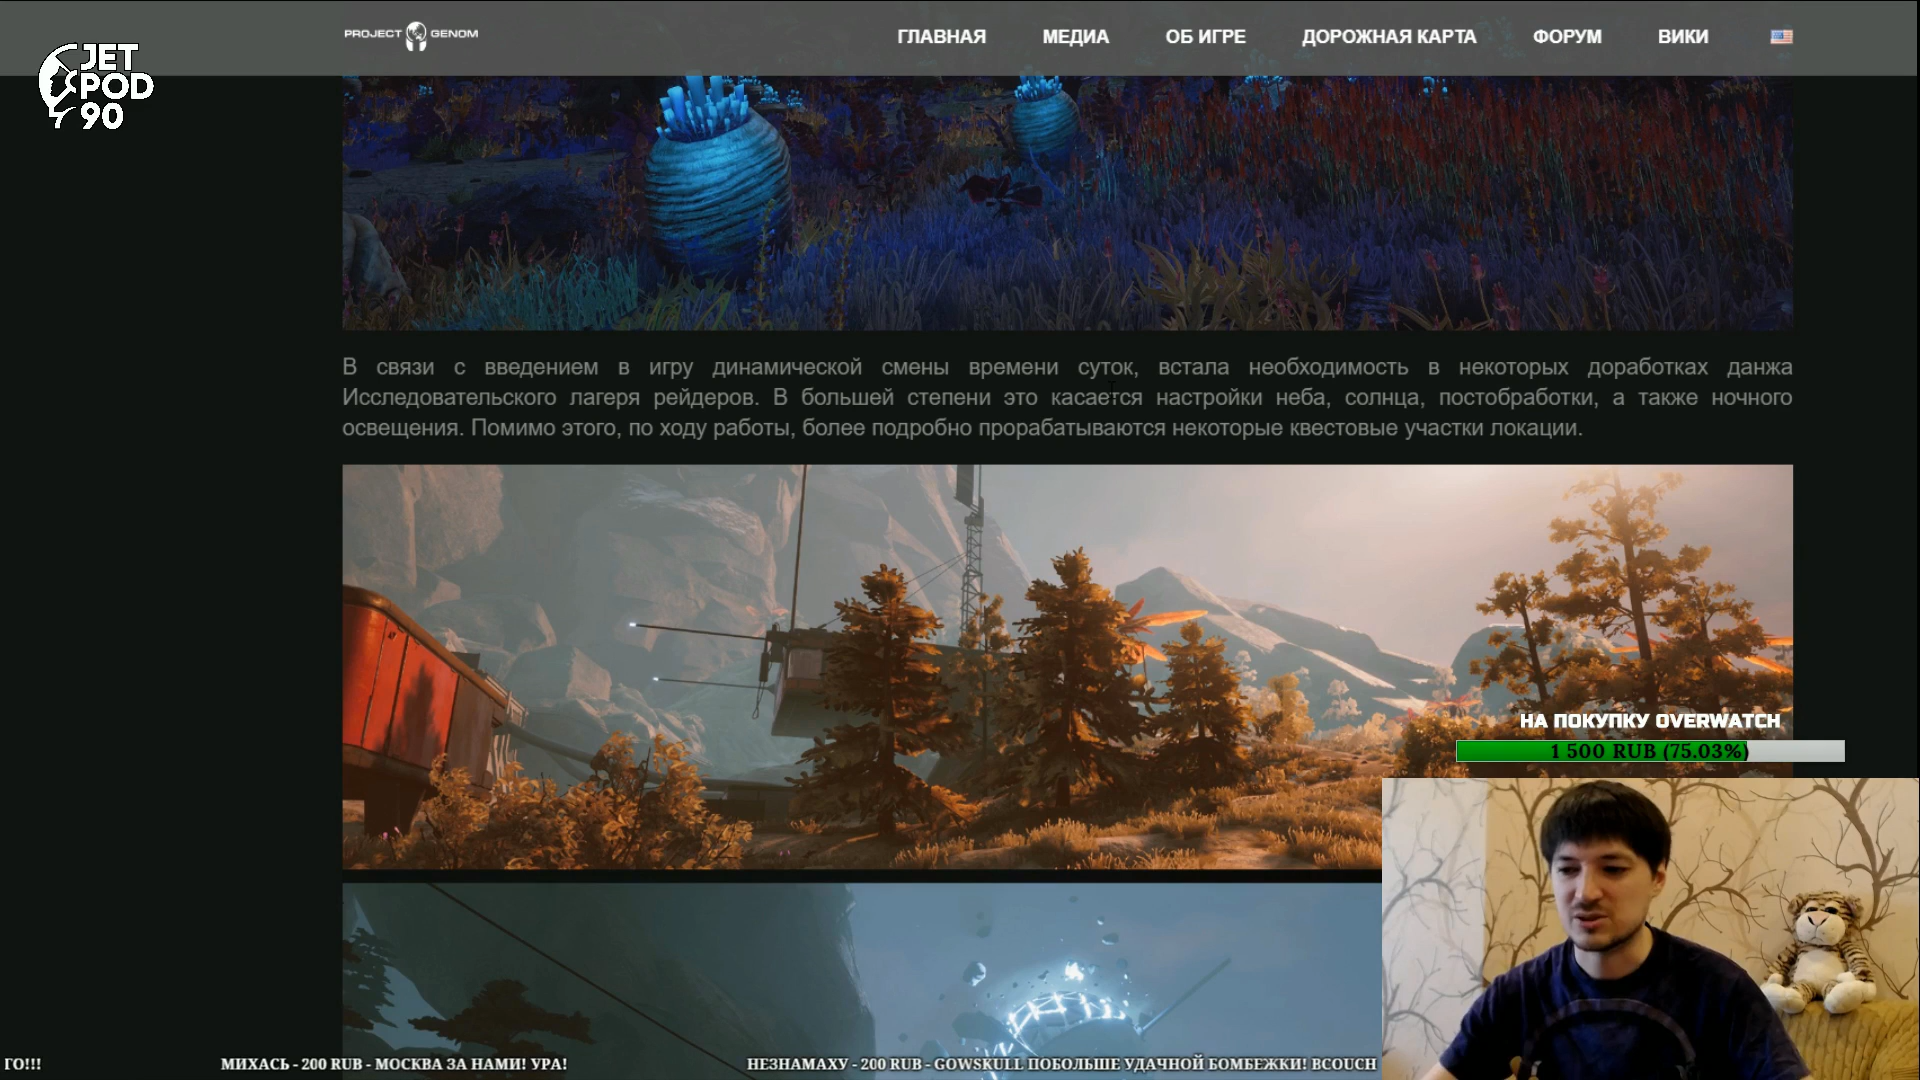 PROJECT GENOM
ГЛАВНАЯ МЕДИА ОБ ИГРЕ ДОРОЖНАЯ КАРТА ФОРУМ ВИКИ
JET
POD
90
В связи с введением в игру динамической смены времени суток, встала необходимость в некоторых доработках данжа
Исследовательского лагеря рейдеров. В большей степени это касается настройки неба, солнца, постобработки, а также ночного
освещения. Помимо этого, по ходу работы, более подробно прорабатываются некоторые квестовые участки локации.
НА ПОКУПКУ OVERWATCH
1 500 RUB (75.03%)
ГО!!! МИХАСЬ - 200 RUB - МОСКВА ЗА НАМИ! УРА! НЕЗНАМАХУ - 200 RUB - GOWSKULL ПОБОЛЬШЕ УДАЧНОЙ БОМБЕЖКИ! BCOUCH